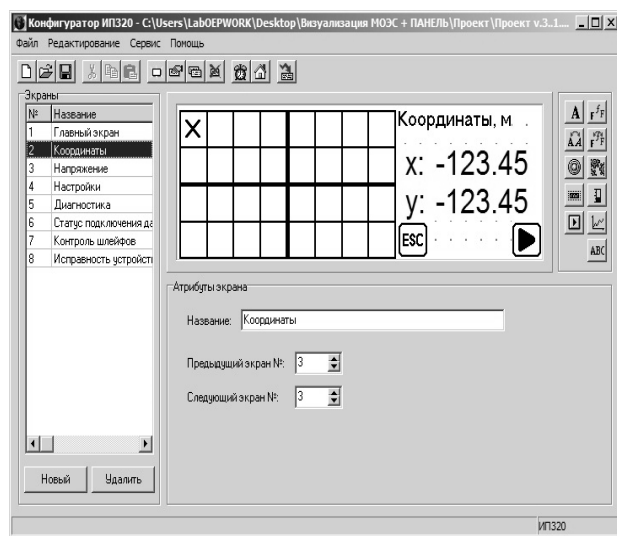 Конфигуратор ИП320 - C:\Users\LabOEPWORK\Desktop\Визуализация МОЭС + ПАНЕЛЬ\Проект\Проект v.3..1....
Файл Редактирование Сервис Помощь
Экраны
№ Название
1 Главный экран
2 Координаты
3 Напряжение
4 Настройки
5 Диагностика
6 Статус подключения да
7 Контроль шлейфов
8 Исправность устройст
Новый Удалить
X
Координаты, м
x: -123.45
y: -123.45
ESC
A
ABC
Атрибуты экрана
Название: Координаты
Предыдущий экран №: 3
Следующий экран №: 3
ИП320